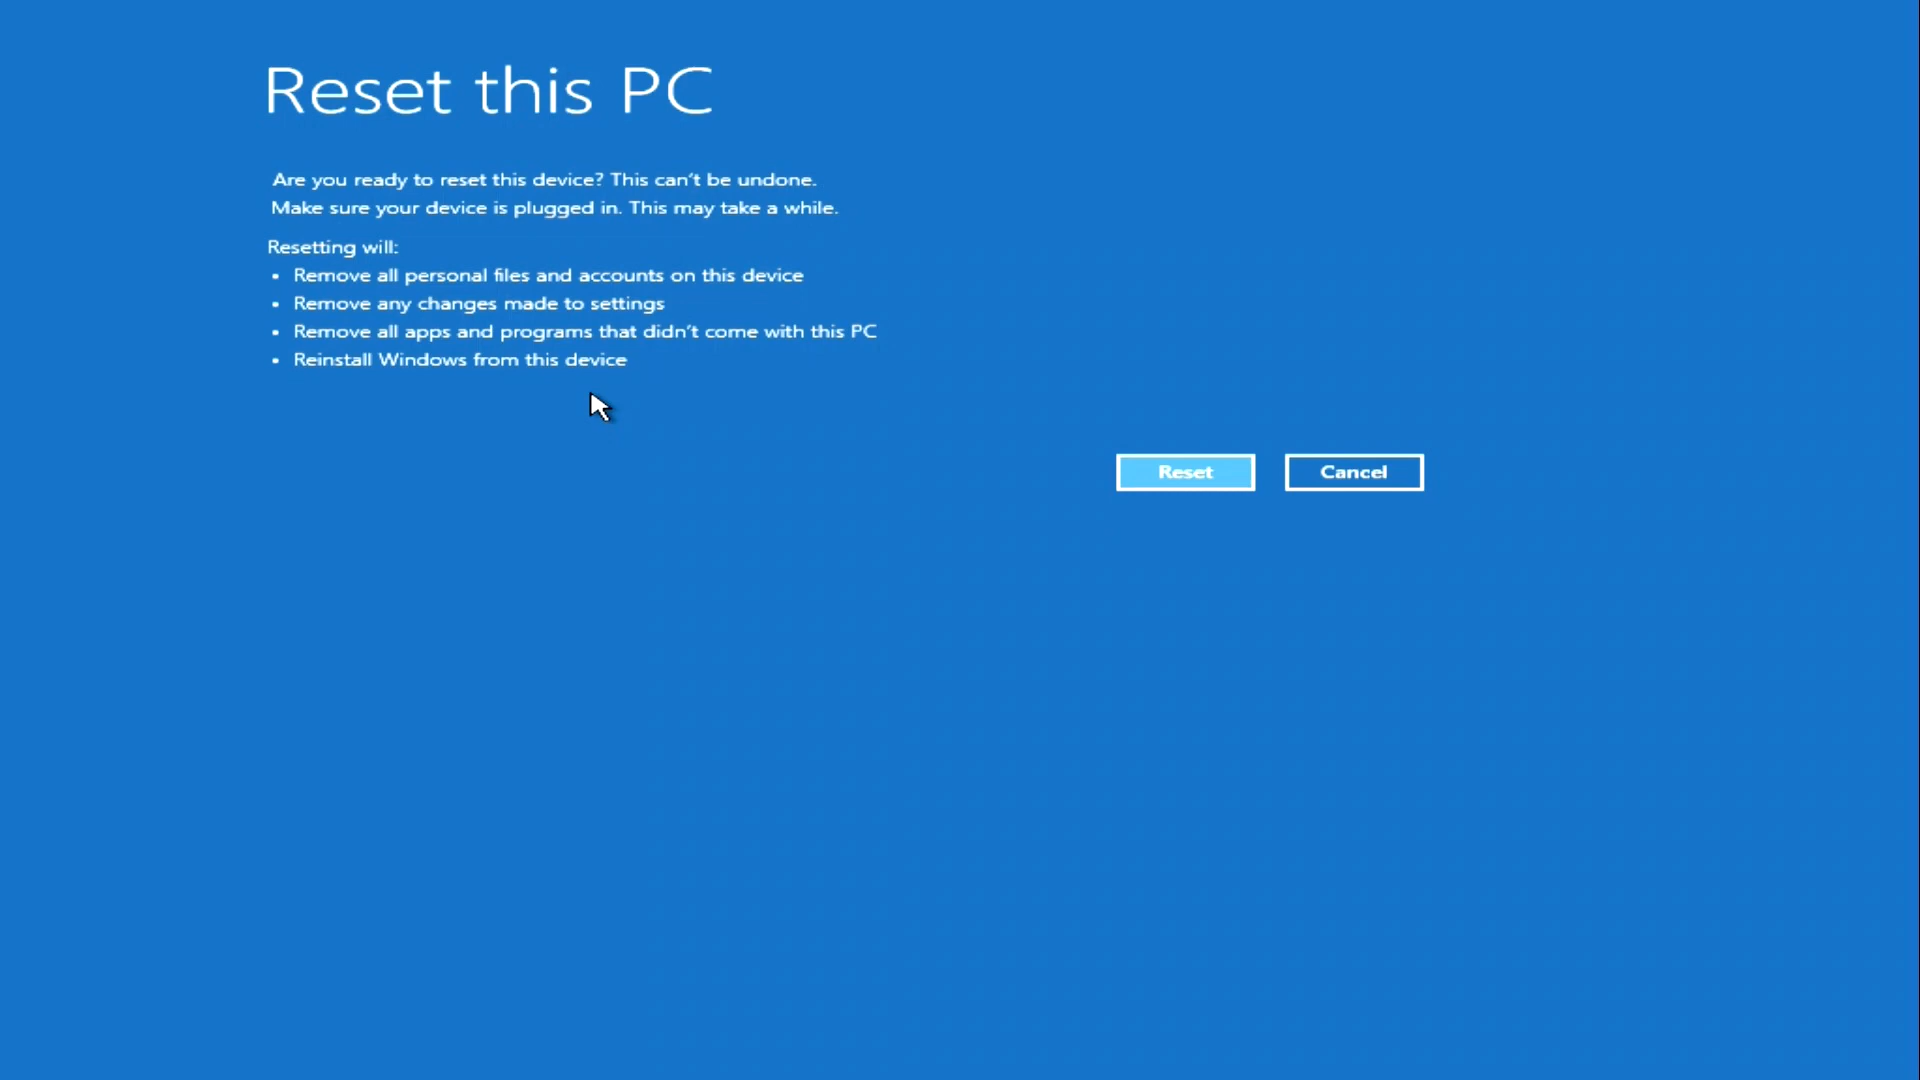 Reset this PC
Are you ready to reset this device? This can't be undone.
Make sure your device is plugged in. This may take a while.
Resetting will:
• Remove all personal files and accounts on this device
• Remove any changes made to settings
• Remove all apps and programs that didn't come with this PC
• Reinstall Windows from this device
Reset Cancel